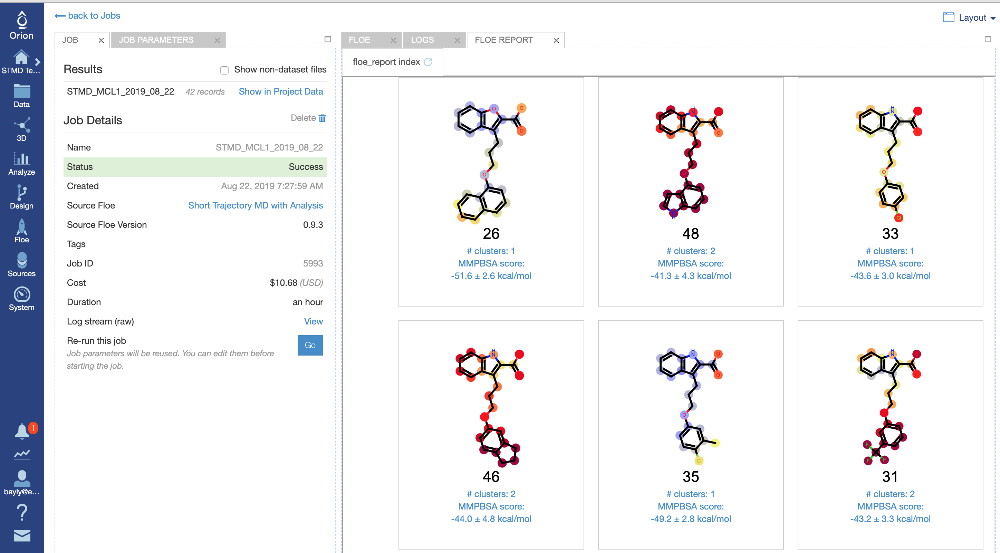 Orion
STMD Te...
Data
3D
Analyze
Design
Floe
Sources
System
1
bayly@e...
?
back to Jobs
Layout
JOB
JOB PARAMETERS
Results
Show non-dataset files
STMD_MCL1_2019_08_22 42 records Show in Project Data
Job Details Delete
Name STMD_MCL1_2019_08_22
Status Success
Created Aug 22, 2019 7:27:59 AM
Source Floe Short Trajectory MD with Analysis
Source Floe Version 0.9.3
Tags
Job ID 5993
Cost $10.68 (USD)
Duration an hour
Log stream (raw) View
Re-run this job Go
Job parameters will be reused. You can edit them before
starting the job.
FLOE
LOGS
FLOE REPORT
floe_report index
O O- O O
26
# clusters: 1
MMPBSA score:
-51.6 ± 2.6 kcal/mol
H N O N H
48
# clusters: 2
MMPBSA score:
-41.3 ± 4.3 kcal/mol
H N O Cl
33
# clusters: 1
MMPBSA score:
-43.6 ± 3.0 kcal/mol
H N
46
# clusters: 2
MMPBSA score:
-44.0 ± 4.8 kcal/mol
H N O- O O Cl
35
# clusters: 1
MMPBSA score:
-49.2 ± 2.8 kcal/mol
H N F F F
31
# clusters: 2
MMPBSA score:
-43.2 ± 3.3 kcal/mol